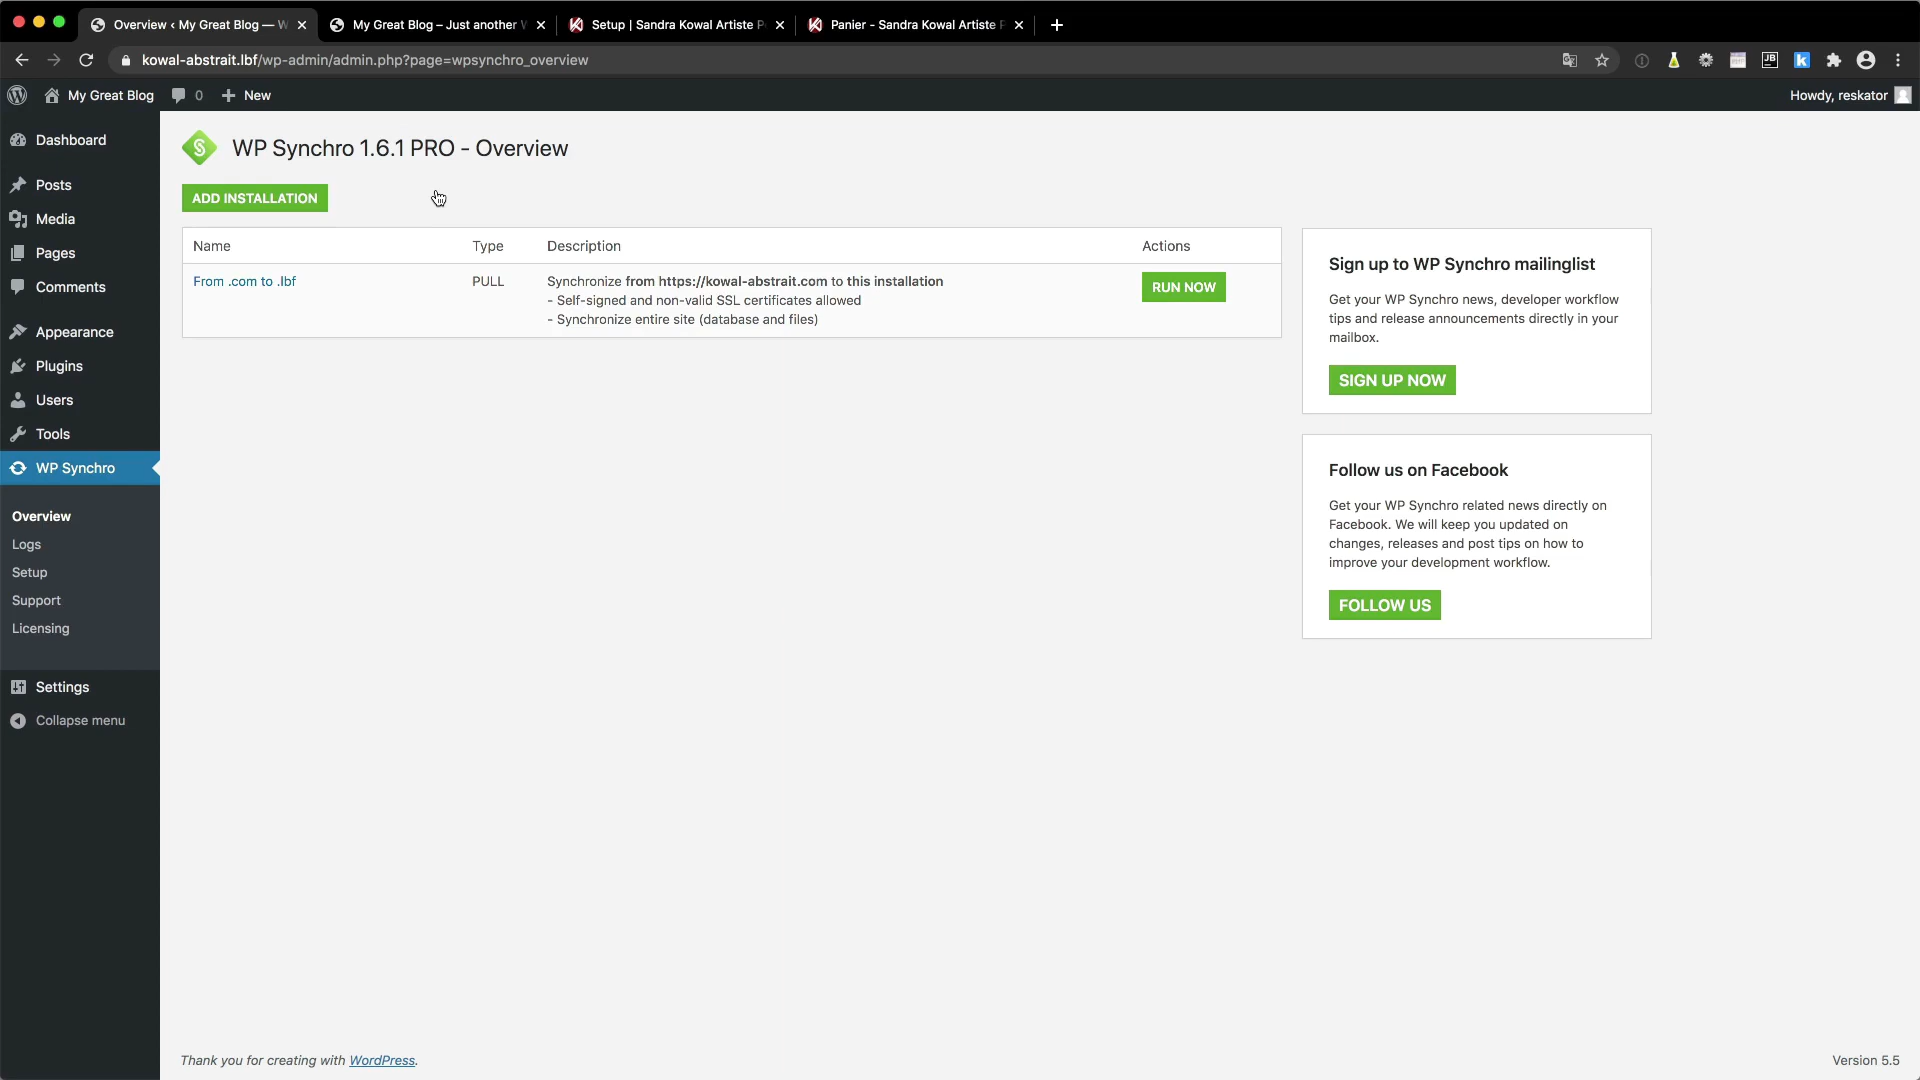 Overview ‹ My Great Blog — W
My Great Blog – Just another W
Setup | Sandra Kowal Artiste P
Panier - Sandra Kowal Artiste P
kowal-abstrait.lbf/wp-admin/admin.php?page=wpsynchro_overview
JB
k
My Great Blog
0
New
Howdy, reskator
Dashboard
Posts
Media
Pages
Comments
Appearance
Plugins
Users
Tools
WP Synchro
Overview
Logs
Setup
Support
Licensing
Settings
Collapse menu
WP Synchro 1.6.1 PRO - Overview
ADD INSTALLATION
Name Type Description Actions
From .com to .lbf PULL Synchronize from https://kowal-abstrait.com to this installation RUN NOW
- Self-signed and non-valid SSL certificates allowed
- Synchronize entire site (database and files)
Sign up to WP Synchro mailinglist
Get your WP Synchro news, developer workflow
tips and release announcements directly in your
mailbox.
SIGN UP NOW
Follow us on Facebook
Get your WP Synchro related news directly on
Facebook. We will keep you updated on
changes, releases and post tips on how to
improve your development workflow.
FOLLOW US
Thank you for creating with WordPress.
Version 5.5